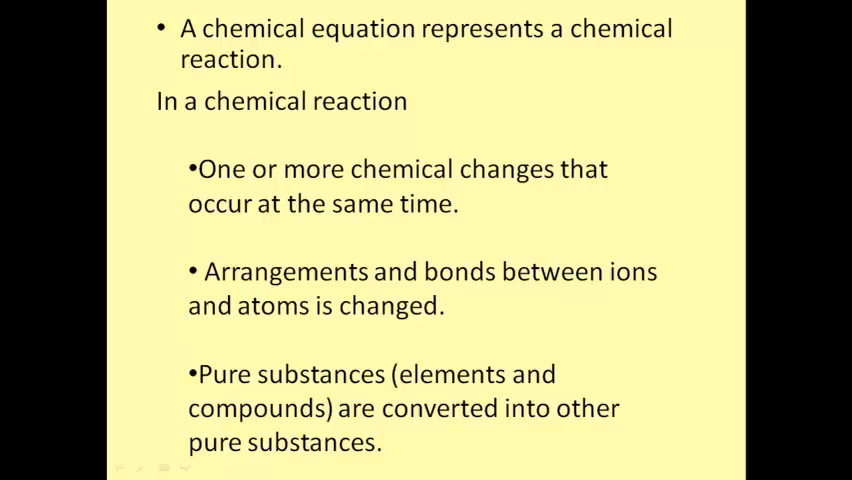 • A chemical equation represents a chemical
reaction.
In a chemical reaction
•One or more chemical changes that
occur at the same time.
• Arrangements and bonds between ions
and atoms is changed.
•Pure substances (elements and
compounds) are converted into other
pure substances.